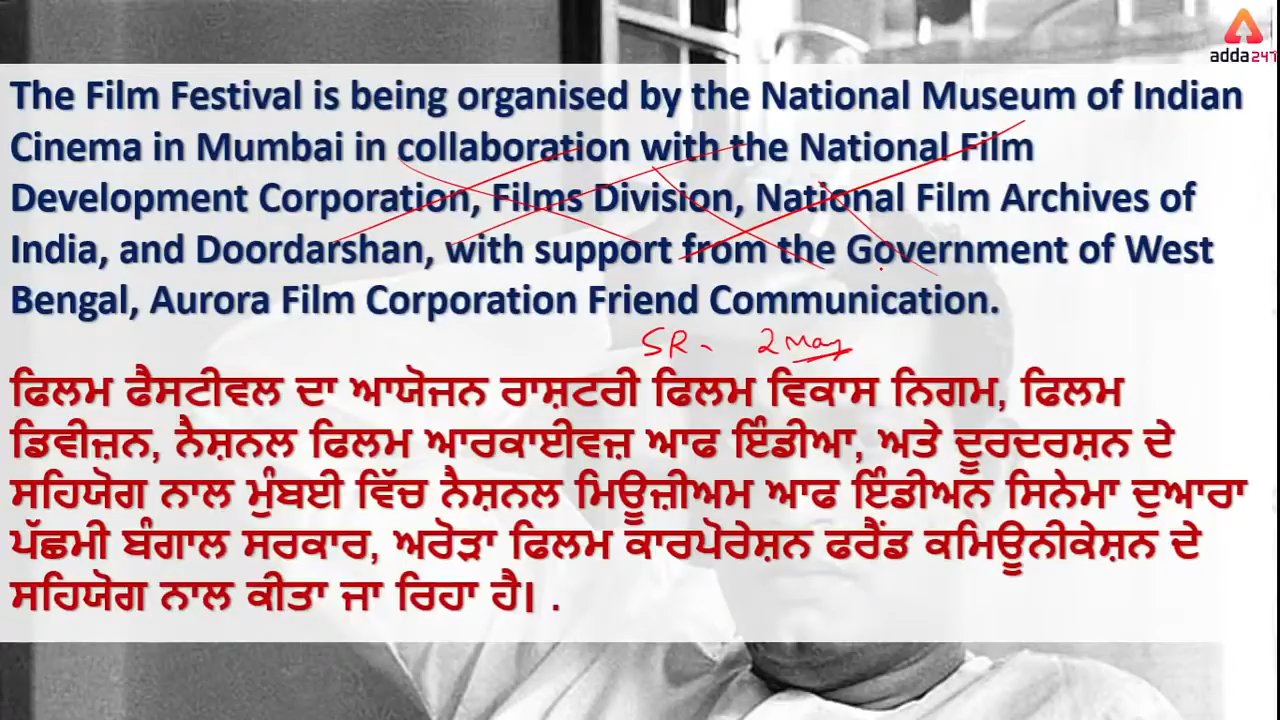 adda247
The Film Festival is being organised by the National Museum of Indian
Cinema in Mumbai in collaboration with the National Film
Development Corporation, Films Division, National Film Archives of
India, and Doordarshan, with support from the Government of West
Bengal, Aurora Film Corporation Friend Communication.
SR - 2 May
ਫਿਲਮ ਫੈਸਟੀਵਲ ਦਾ ਆਯੋਜਨ ਰਾਸ਼ਟਰੀ ਫਿਲਮ ਵਿਕਾਸ ਨਿਗਮ, ਫਿਲਮ
ਡਿਵੀਜ਼ਨ, ਨੈਸ਼ਨਲ ਫਿਲਮ ਆਰਕਾਈਵਜ਼ ਆਫ ਇੰਡੀਆ, ਅਤੇ ਦੂਰਦਰਸ਼ਨ ਦੇ
ਸਹਿਯੋਗ ਨਾਲ ਮੁੰਬਈ ਵਿੱਚ ਨੈਸ਼ਨਲ ਮਿਊਜ਼ੀਅਮ ਆਫ ਇੰਡੀਅਨ ਸਿਨੇਮਾ ਦੁਆਰਾ
ਪੱਛਮੀ ਬੰਗਾਲ ਸਰਕਾਰ, ਅਰੋੜਾ ਫਿਲਮ ਕਾਰਪੋਰੇਸ਼ਨ ਫਰੈਂਡ ਕਮਿਊਨੀਕੇਸ਼ਨ ਦੇ
ਸਹਿਯੋਗ ਨਾਲ ਕੀਤਾ ਜਾ ਰਿਹਾ ਹੈ। .